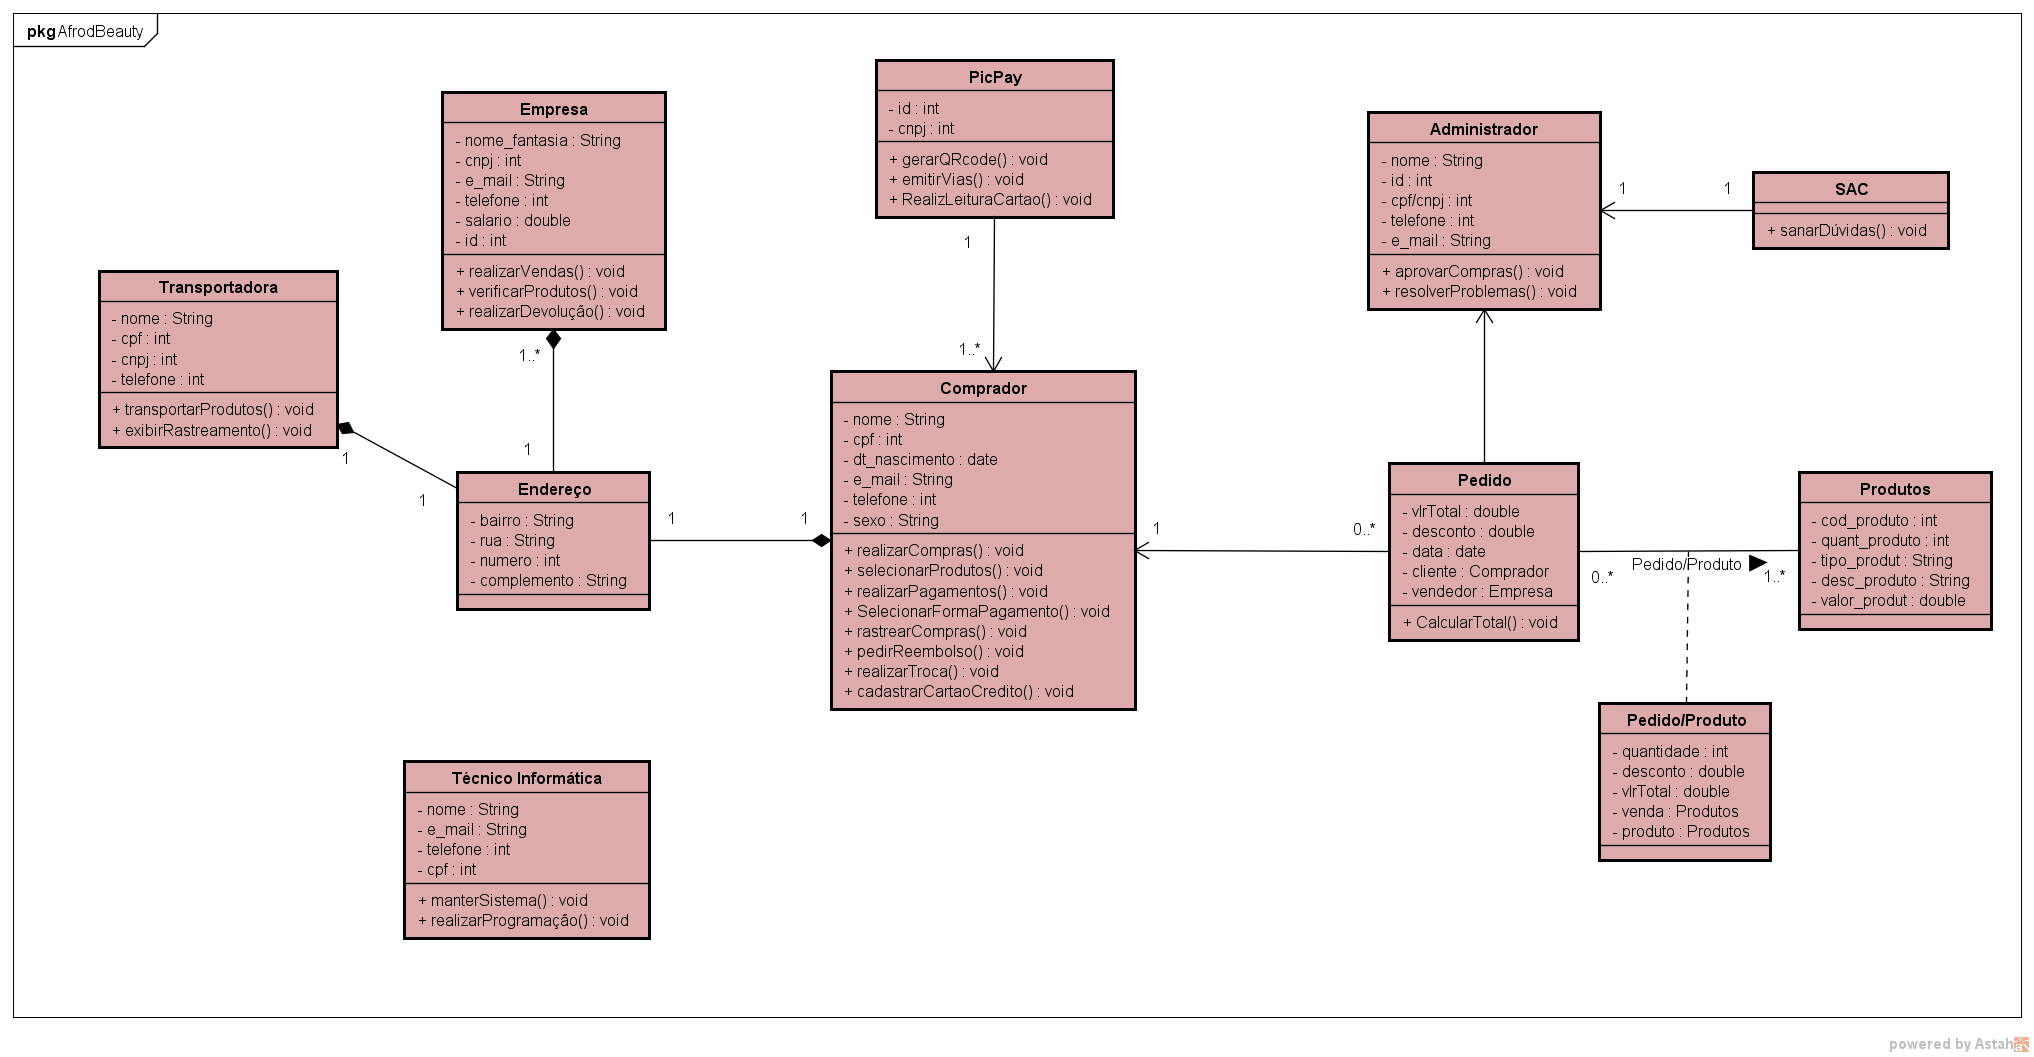 pkg AfrodBeauty
PicPay
- id : int
- cnpj : int
+ gerarQRcode() : void
+ emitirVias() : void
+ RealizLeituraCartao() : void
1
1..*
Empresa
- nome_fantasia : String
- cnpj : int
- e_mail : String
- telefone : int
- salario : double
- id : int
+ realizarVendas() : void
+ verificarProdutos() : void
+ realizarDevolução() : void
1..*
1
Administrador
- nome : String
- id : int
- cpf/cnpj : int
- telefone : int
- e_mail : String
+ aprovarCompras() : void
+ resolverProblemas() : void
1
1
SAC
+ sanarDúvidas() : void
Transportadora
- nome : String
- cpf : int
- cnpj : int
- telefone : int
+ transportarProdutos() : void
+ exibirRastreamento() : void
1
1
Endereço
- bairro : String
- rua : String
- numero : int
- complemento : String
1
1
Comprador
- nome : String
- cpf : int
- dt_nascimento : date
- e_mail : String
- telefone : int
- sexo : String
+ realizarCompras() : void
+ selecionarProdutos() : void
+ realizarPagamentos() : void
+ SelecionarFormaPagamento() : void
+ rastrearCompras() : void
+ pedirReembolso() : void
+ realizarTroca() : void
+ cadastrarCartaoCredito() : void
1
0..*
Pedido
- vlrTotal : double
- desconto : double
- data : date
- cliente : Comprador
- vendedor : Empresa
+ CalcularTotal() : void
0..*
Pedido/Produto
1..*
Produtos
- cod_produto : int
- quant_produto : int
- tipo_produt : String
- desc_produto : String
- valor_produt : double
Pedido/Produto
- quantidade : int
- desconto : double
- vlrTotal : double
- venda : Produtos
- produto : Produtos
Técnico Informática
- nome : String
- e_mail : String
- telefone : int
- cpf : int
+ manterSistema() : void
+ realizarProgramação() : void
powered by Astah